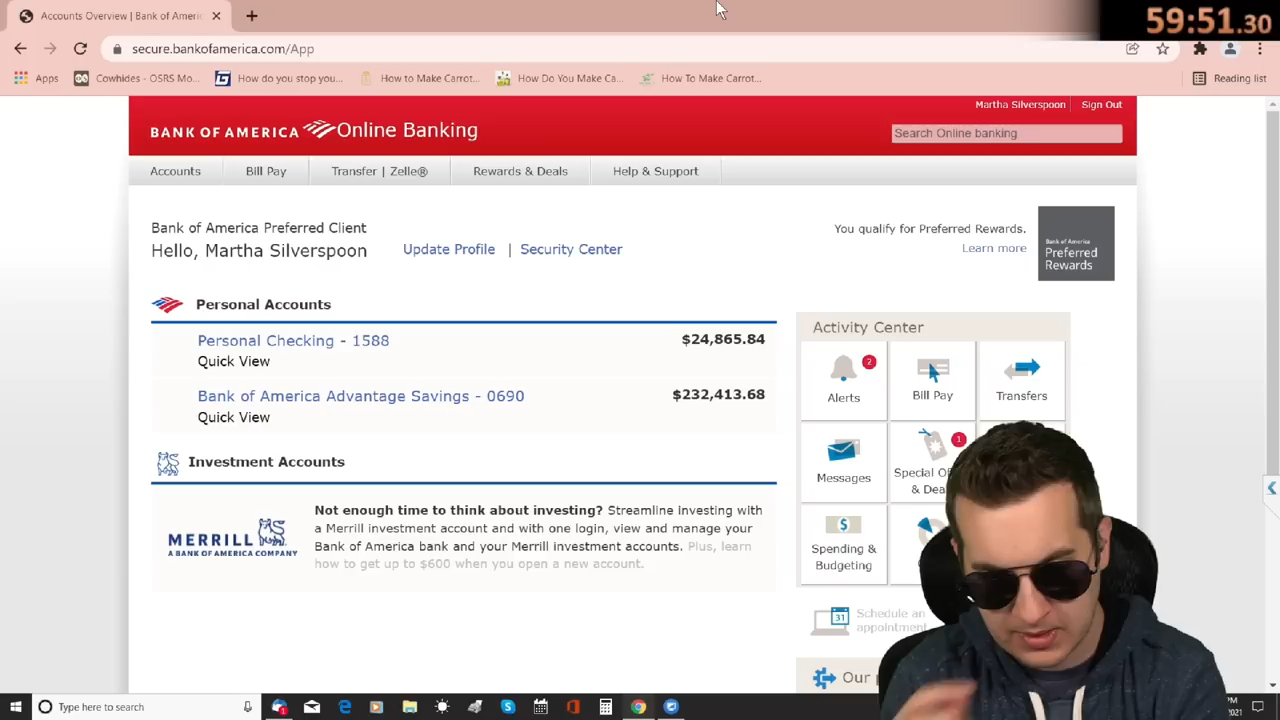 Accounts Overview | Bank of Ameri
59:51.30
secure.bankofamerica.com/App
Apps
Cowhides - OSRS Mo...
How do you stop you...
How to Make Carrot...
How Do You Make Ca...
How To Make Carrot...
Reading list
Martha Silverspoon
Sign Out
BANK OF AMERICA Online Banking
Search Online banking
Accounts
Bill Pay
Transfer | Zelle®
Rewards & Deals
Help & Support
Bank of America Preferred Client
Hello, Martha Silverspoon
Update Profile | Security Center
You qualify for Preferred Rewards.
Learn more
Bank of America
Preferred
Rewards
Personal Accounts
Personal Checking - 1588
$24,865.84
Quick View
Bank of America Advantage Savings - 0690
$232,413.68
Quick View
Investment Accounts
MERRILL
A BANK OF AMERICA COMPANY
Not enough time to think about investing? Streamline investing with
a Merrill investment account and with one login, view and manage your
Bank of America bank and your Merrill investment accounts. Plus, learn
how to get up to $600 when you open a new account.
Activity Center
2
Alerts
Bill Pay
Transfers
Messages
1
Special
& 
Spending &
Budgeting
31
Schedule an
appointment
Our
Type here to search
1
2021